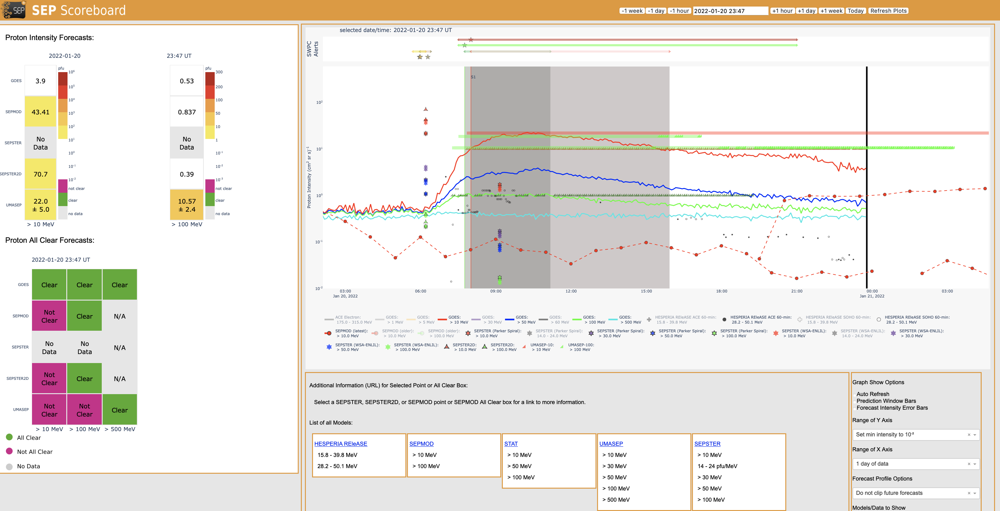 SEP
SEP Scoreboard
-1 week -1 day -1 hour 2022-01-20 23:47 +1 hour +1 day +1 week Today Refresh Plots
Proton Intensity Forecasts:
2022-01-20 23:47 UT
GOES 3.9 0.53
SEPMOD 43.41 0.837
SEPSTER No Data No Data
SEPSTER2D 70.7 0.39
UMASEP 22.0 ± 5.0 10.57 ± 2.4
> 10 MeV > 100 MeV
pfu
10⁶
10⁵
10⁴
10³
10²
10¹
10⁰
10⁻¹
10⁻²
not clear
clear
no data
pfu
300
200
100
50
10
1
10⁻¹
10⁻²
10⁻³
not clear
clear
no data
Proton All Clear Forecasts:
2022-01-20 23:47 UT
GOES Clear Clear Clear
SEPMOD Not Clear Clear N/A
SEPSTER No Data No Data N/A
SEPSTER2D Not Clear Clear N/A
UMASEP Not Clear Not Clear Clear
> 10 MeV > 100 MeV > 500 MeV
All Clear
Not All Clear
No Data
selected date/time: 2022-01-20 23:47 UT
SWPC
Alerts
S1
Proton Intensity (cm² sr s)⁻¹
10²
10¹
10⁰
10⁻¹
10⁻²
03:00 06:00 09:00 12:00 15:00 18:00 21:00 00:00 03:00
Jan 20, 2022 Jan 21, 2022
ACE Electron: GOES: GOES: GOES: GOES: GOES: GOES: GOES: GOES: HESPERIA REleASE ACE 60-min: HESPERIA REleASE ACE 60-min: HESPERIA REleASE SOHO 60-min: HESPERIA REleASE SOHO 60-min:
175.0 - 315.0 MeV > 1 MeV > 5 MeV > 10 MeV > 30 MeV > 50 MeV > 60 MeV > 100 MeV > 500 MeV 15.8 - 39.8 MeV 28.2 - 50.1 MeV 15.8 - 39.8 MeV 28.2 - 50.1 MeV
SEPMOD (latest): SEPMOD (older): SEPMOD (older): SEPSTER (Parker Spiral): SEPSTER (Parker Spiral): SEPSTER (Parker Spiral): SEPSTER (Parker Spiral): SEPSTER (Parker Spiral): SEPSTER (WSA-ENLIL): SEPSTER (WSA-ENLIL): SEPSTER (WSA-ENLIL):
> 10.0 MeV > 10.0 MeV > 100.0 MeV > 10.0 MeV 14.0 - 24.0 MeV > 30.0 MeV > 50.0 MeV > 100.0 MeV > 10.0 MeV 14.0 - 24.0 MeV > 30.0 MeV
SEPSTER (WSA-ENLIL): SEPSTER (WSA-ENLIL): SEPSTER2D: SEPSTER2D: UMASEP-10: UMASEP-100:
> 50.0 MeV > 100.0 MeV > 10.0 MeV > 100.0 MeV > 10 MeV > 100 MeV
Additional Information (URL) for Selected Point or All Clear Box:
Select a SEPSTER, SEPSTER2D, or SEPMOD point or SEPMOD All Clear box for a link to more information.
List of all Models:
HESPERIA REleASE
15.8 - 39.8 MeV
28.2 - 50.1 MeV
SEPMOD
> 10 MeV
> 100 MeV
STAT
> 10 MeV
> 50 MeV
> 100 MeV
UMASEP
> 10 MeV
> 30 MeV
> 50 MeV
> 100 MeV
> 500 MeV
SEPSTER
> 10 MeV
14 - 24 pfu/MeV
> 30 MeV
> 50 MeV
> 100 MeV
Graph Show Options
Auto Refresh
Prediction Window Bars
Forecast Intensity Error Bars
Range of Y Axis
Set min intensity to 10⁻²
Range of X Axis
1 day of data
Forecast Profile Options
Do not clip future forecasts
Models/Data to Show